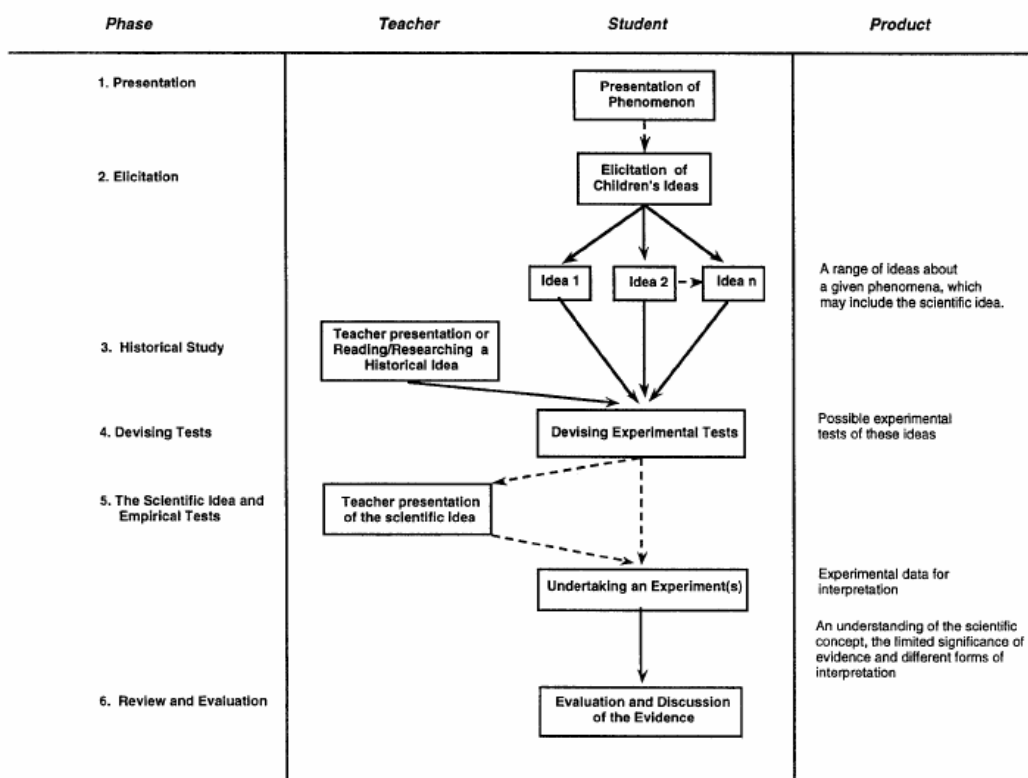 Phase Teacher Student Product
1. Presentation
Presentation of
Phenomenon
2. Elicitation
Elicitation of
Children's Ideas
Idea 1 Idea 2 Idea n
A range of ideas about
a given phenomena, which
may include the scientific idea.
3. Historical Study
Teacher presentation or
Reading/Researching a
Historical Idea
4. Devising Tests
Devising Experimental Tests
Possible experimental
tests of these ideas
5. The Scientific Idea and
Empirical Tests
Teacher presentation
of the scientific idea
Undertaking an Experiment(s)
Experimental data for
interpretation
An understanding of the scientific
concept, the limited significance of
evidence and different forms of
interpretation
6. Review and Evaluation
Evaluation and Discussion
of the Evidence